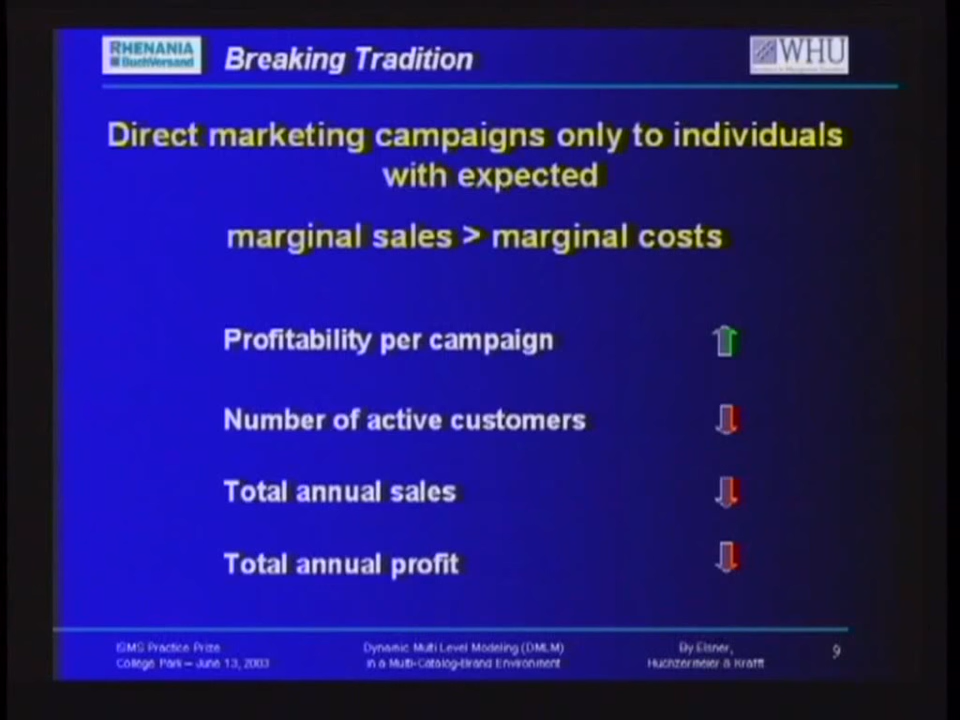 RHENANIA
BuchVersand
Breaking Tradition
WHU
Direct marketing campaigns only to individuals
with expected
marginal sales > marginal costs
Profitability per campaign
Number of active customers
Total annual sales
Total annual profit
ISMS Practice Prize
College Park – June 13, 2003
Dynamic Multi Level Modeling (DMLM)
in a Multi-Catalog-Brand Environment
By Elsner,
Huchzermeier & Krafft
9